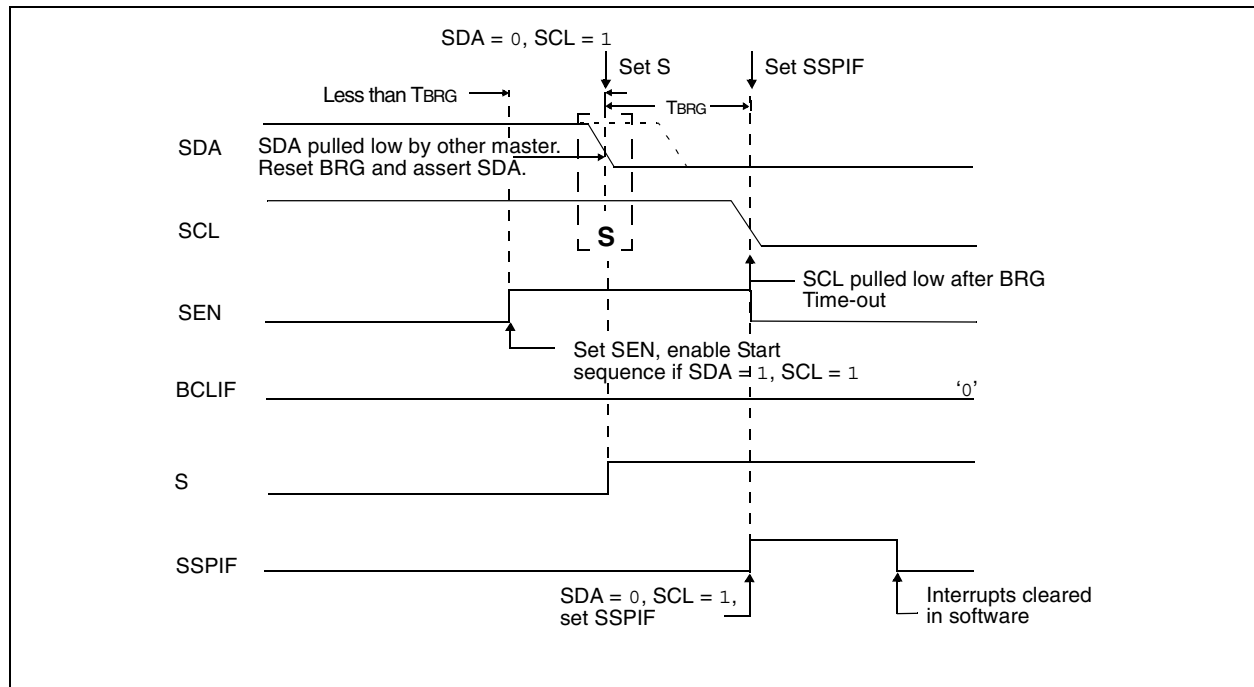 SDA = 0, SCL = 1
Set S
Set SSPIF
Less than TBRG
TBRG
SDA
SDA pulled low by other master.
Reset BRG and assert SDA.
SCL
S
SCL pulled low after BRG
Time-out
SEN
Set SEN, enable Start
sequence if SDA = 1, SCL = 1
BCLIF
‘0’
S
SSPIF
SDA = 0, SCL = 1,
set SSPIF
Interrupts cleared
in software